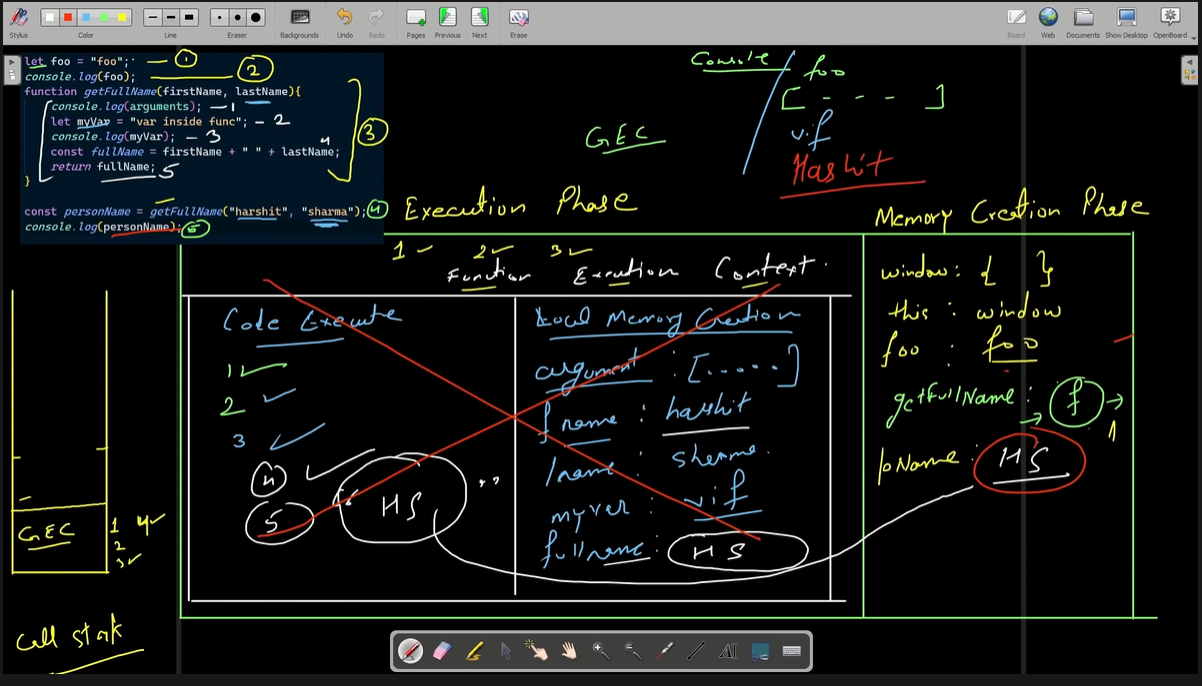 Stylus Color Line Eraser Backgrounds Undo Redo Pages Previous Next Erase Board Web Documents Show Desktop OpenBoard
let foo = "foo"; 1
console.log(foo); 2
function getFullName(firstName, lastName){
console.log(arguments); 1
let myVar = "var inside func"; 2
console.log(myVar); 3
const fullName = firstName + " " + lastName; 4
return fullName; 5
} 3
const personName = getFullName("harshit", "sharma"); 4
console.log(personName); 5
Console
foo
[ - - - ]
v.if
Hashit
GEC
Execution Phase
1 ✓ 2 ✓ 3 ✓
Function Execution Context.
Code Execute
1 ✓
2 ✓
3 ✓
4 ✓
5 " HS "
Local Memory Creation
argument : [.....]
f name : harshit
lname : sharma
myvar : vif
fullname : HS
Memory Creation Phase
window: { }
this : window
foo : foo
getFullName : f 1
pName : HS
GEC
1 4 ✓
2
3 ✓
Call stak
AI